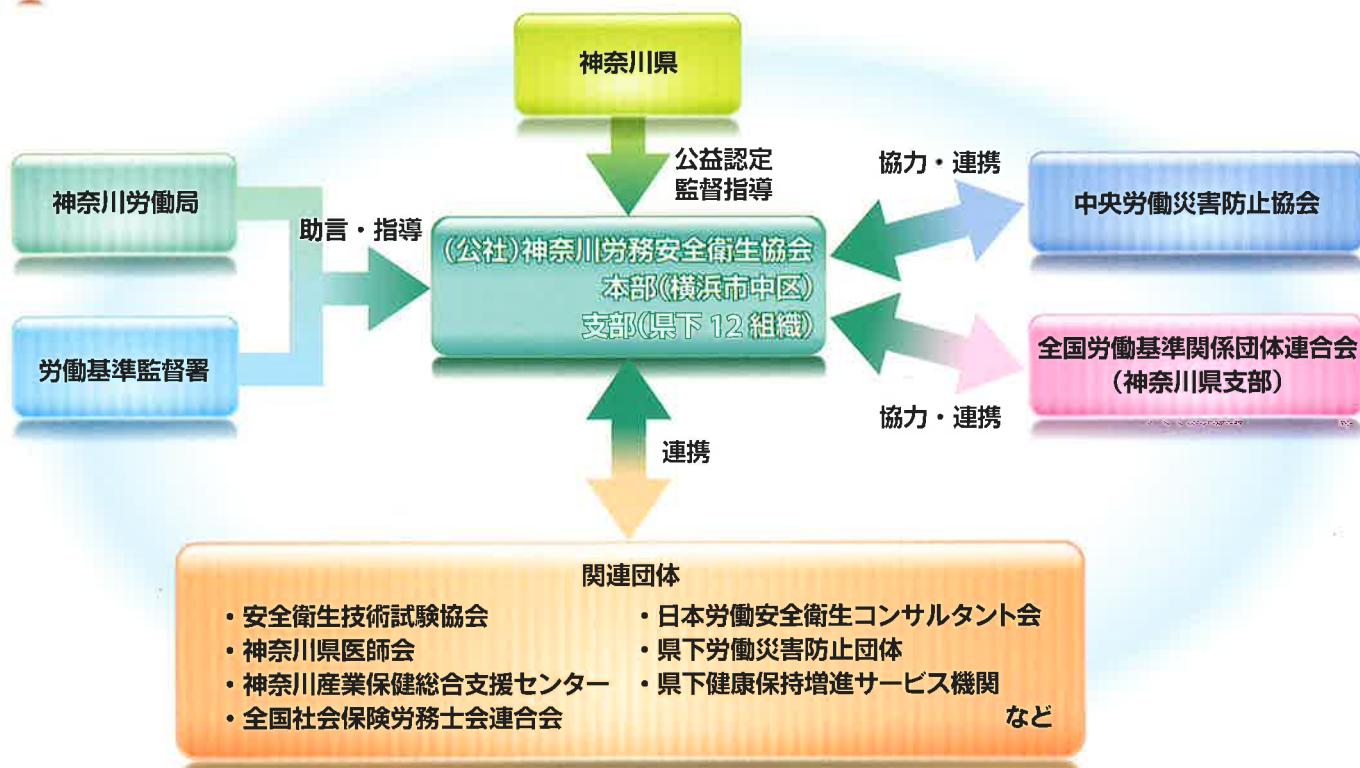 神奈川県
公益認定
監督指導
神奈川労働局
労働基準監督署
助言・指導
(公社)神奈川労務安全衛生協会
本部(横浜市中区)
支部(県下 12 組織)
協力・連携
中央労働災害防止協会
全国労働基準関係団体連合会
(神奈川県支部)
協力・連携
連携
関連団体
・安全衛生技術試験協会
・神奈川県医師会
・神奈川産業保健総合支援センター
・全国社会保険労務士会連合会
・日本労働安全衛生コンサルタント会
・県下労働災害防止団体
・県下健康保持増進サービス機関
など